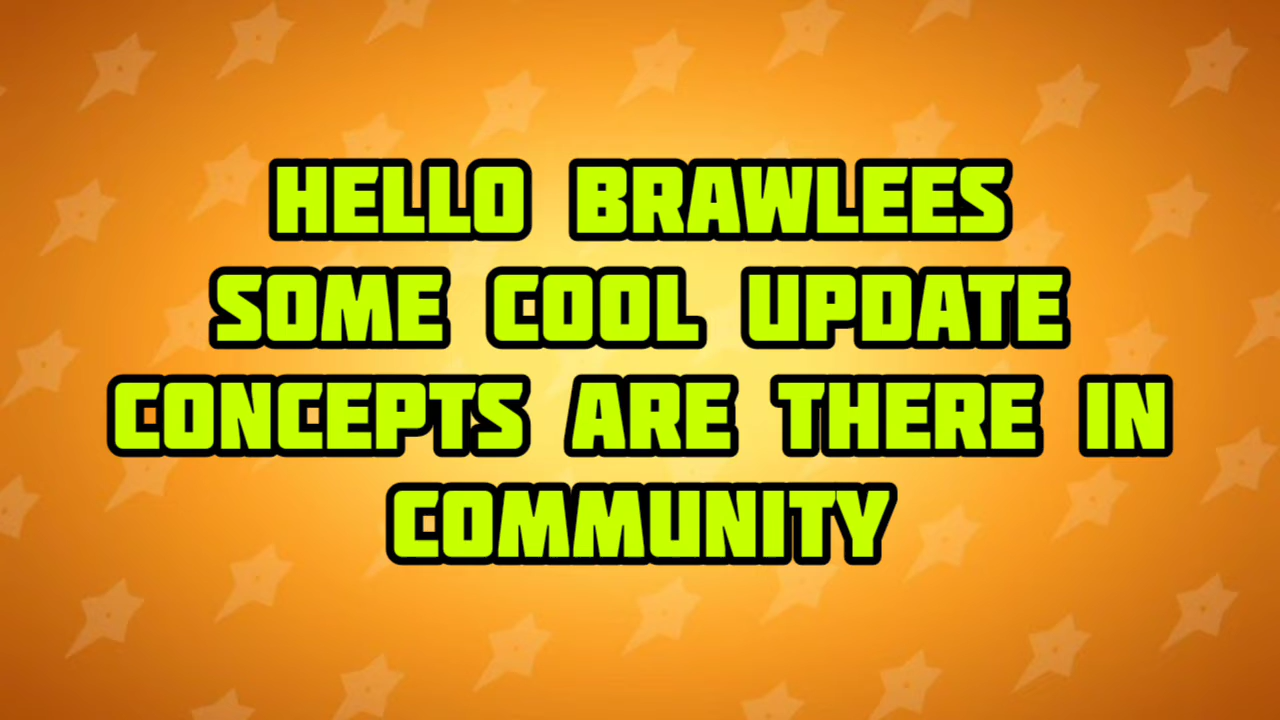 HELLO BRAWLEES
SOME COOL UPDATE
CONCEPTS ARE THERE IN
COMMUNITY